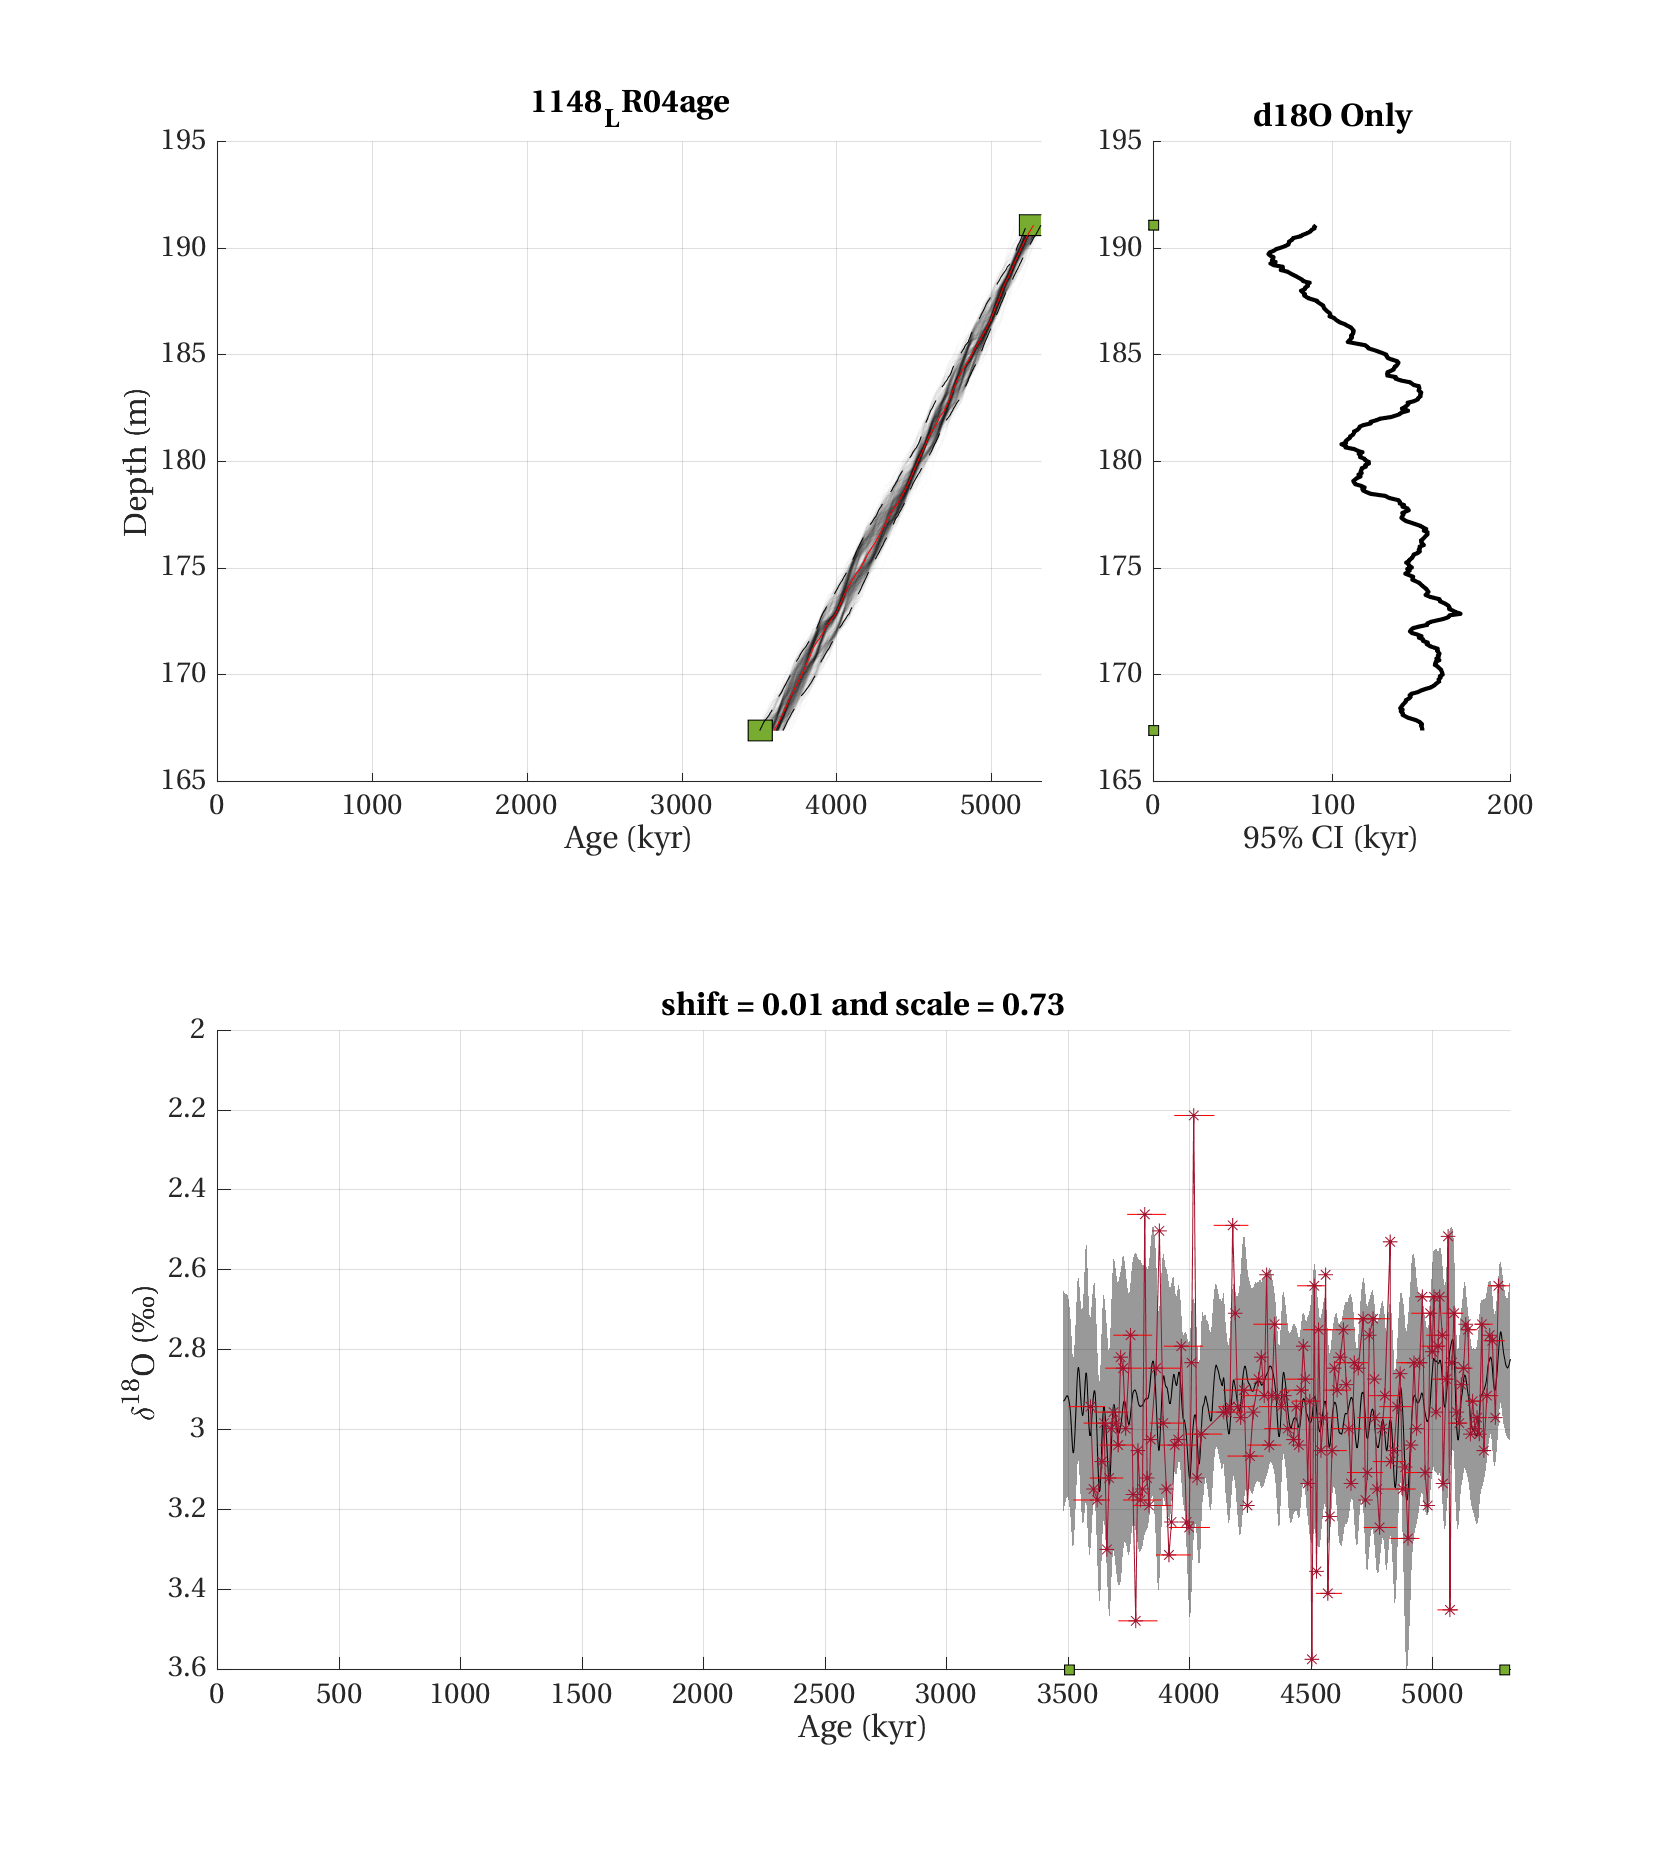 1148_LR04age
d18O Only
195
190
185
180
175
170
165
Depth (m)
0 1000 2000 3000 4000 5000
Age (kyr)
195
190
185
180
175
170
165
0 100 200
95% CI (kyr)
shift = 0.01 and scale = 0.73
2
2.2
2.4
2.6
2.8
3
3.2
3.4
3.6
δ18O (‰)
0 500 1000 1500 2000 2500 3000 3500 4000 4500 5000
Age (kyr)